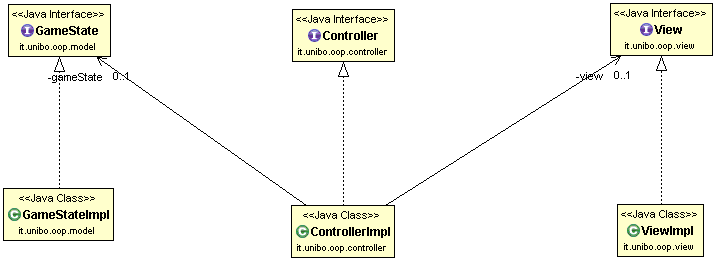 <<Java Interface>>
GameState
it.unibo.oop.model
<<Java Interface>>
Controller
it.unibo.oop.controller
<<Java Interface>>
View
it.unibo.oop.view
-gameState 0..1
-view 0..1
<<Java Class>>
GameStateImpl
it.unibo.oop.model
<<Java Class>>
ControllerImpl
it.unibo.oop.controller
<<Java Class>>
ViewImpl
it.unibo.oop.view